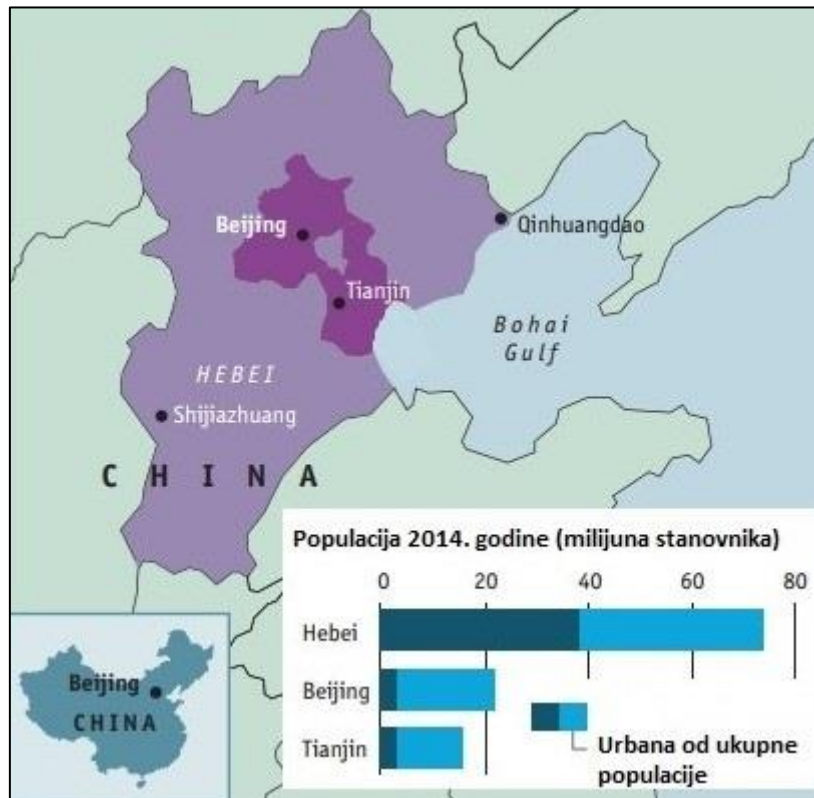 Beijing
Qinhuangdao
Tianjin
Bohai
Gulf
HEBEI
Shijiazhuang
CHINA
Populacija 2014. godine (milijuna stanovnika)
0 20 40 60 80
Hebei
Beijing
Tianjin
Urbana od ukupne
populacije
Beijing
CHINA